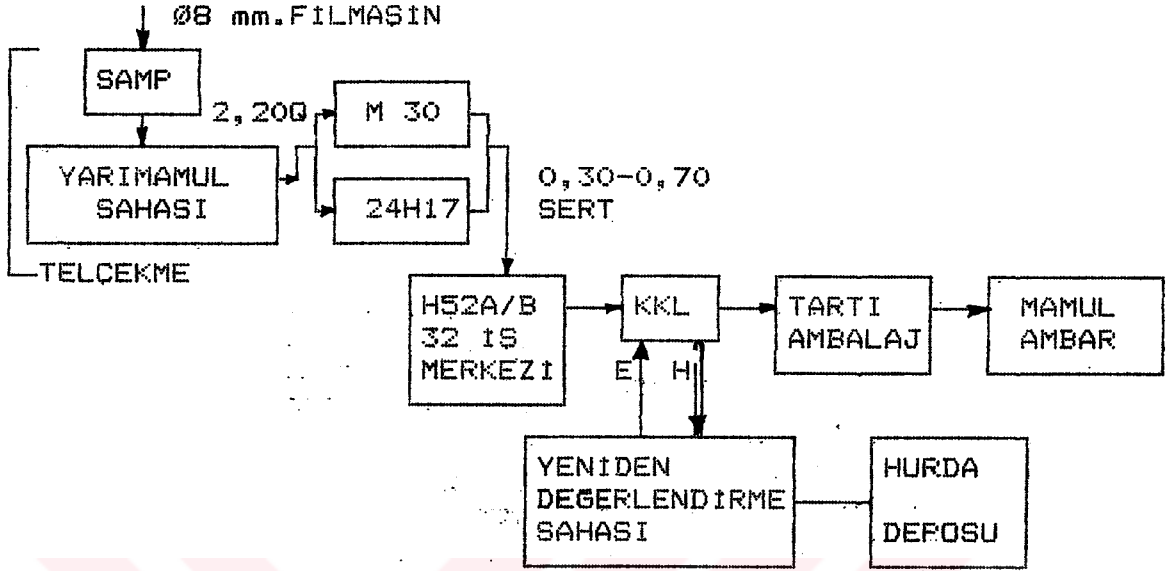 Ø8 mm.FİLMAŞİN
SAMP
2,20Q
M 30
YARIMAMUL
SAHASI
24H17
0,30-0,70
SERT
TELÇEKME
H52A/B
32 İŞ
MERKEZİ
KKL
TARTI
AMBALAJ
MAMUL
AMBAR
E
H
YENİDEN
DEĞERLENDİRME
SAHASI
HURDA
DEPOSU